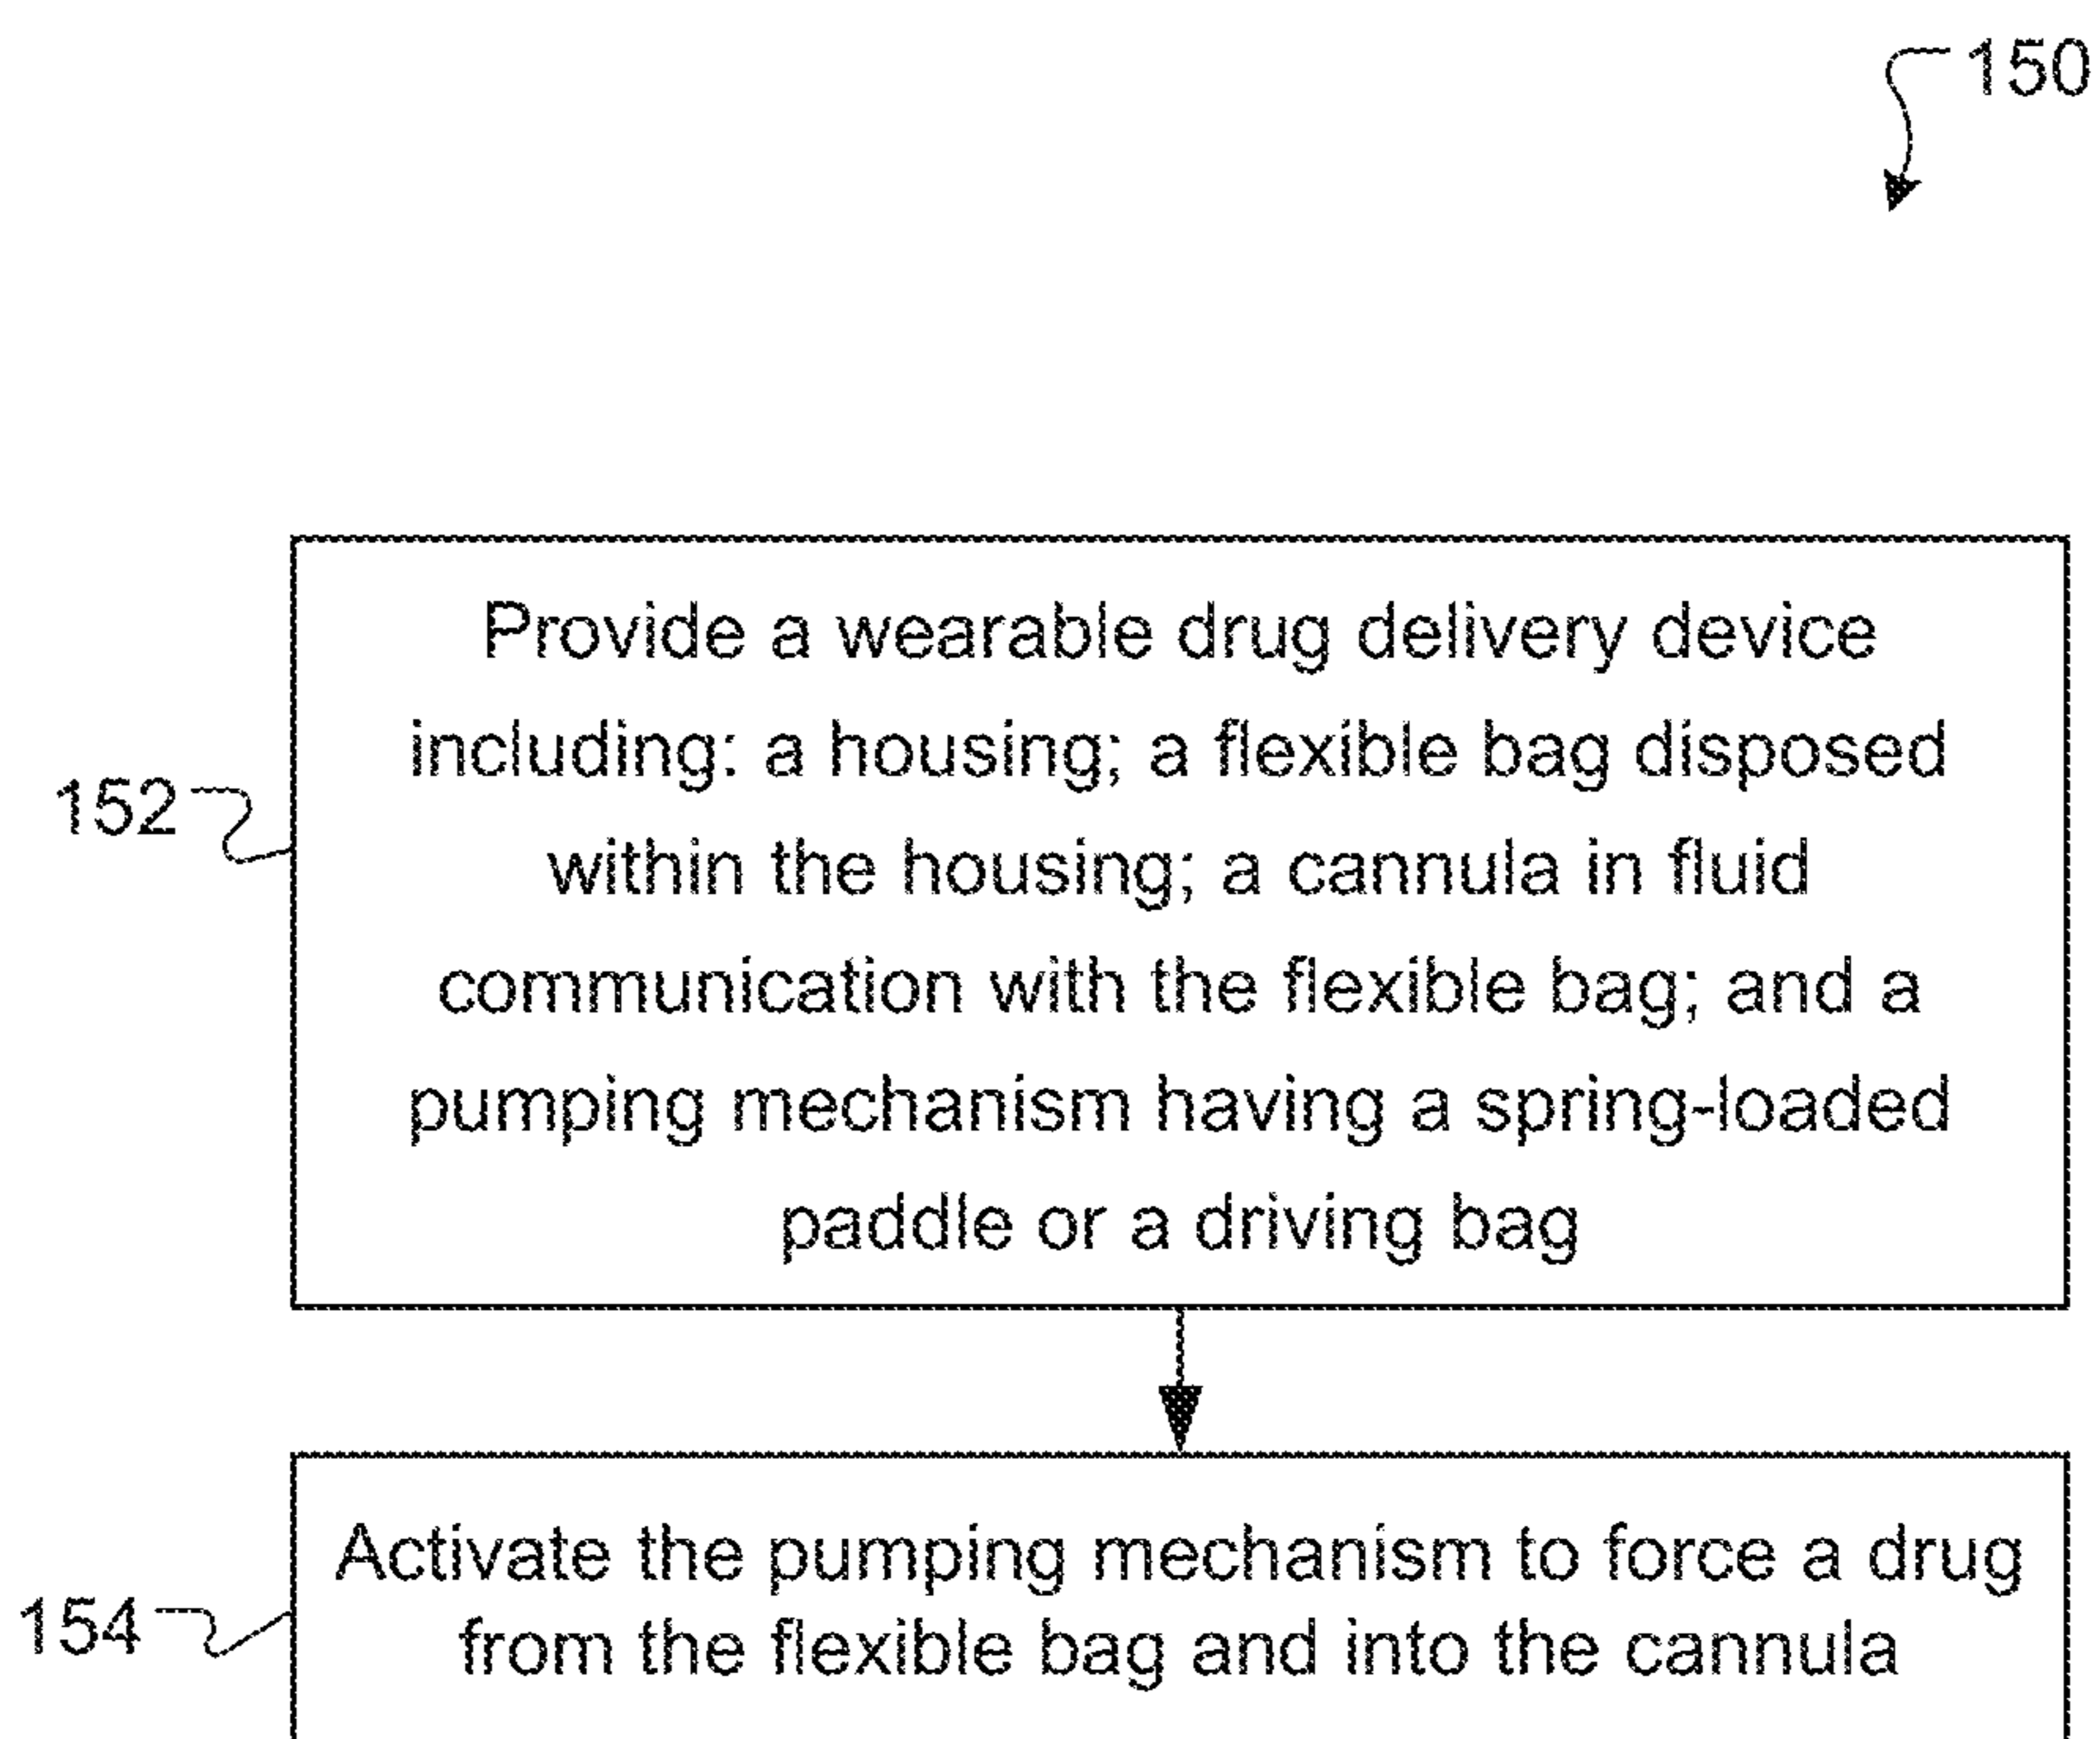 150
Provide a wearable drug delivery device
including: a housing; a flexible bag disposed
152
within the housing; a cannula in fluid
communication with the flexible bag; and a
pumping mechanism having a spring-loaded
paddle or a driving bag
Activate the pumping mechanism to force a drug
154
from the flexible bag and into the cannula